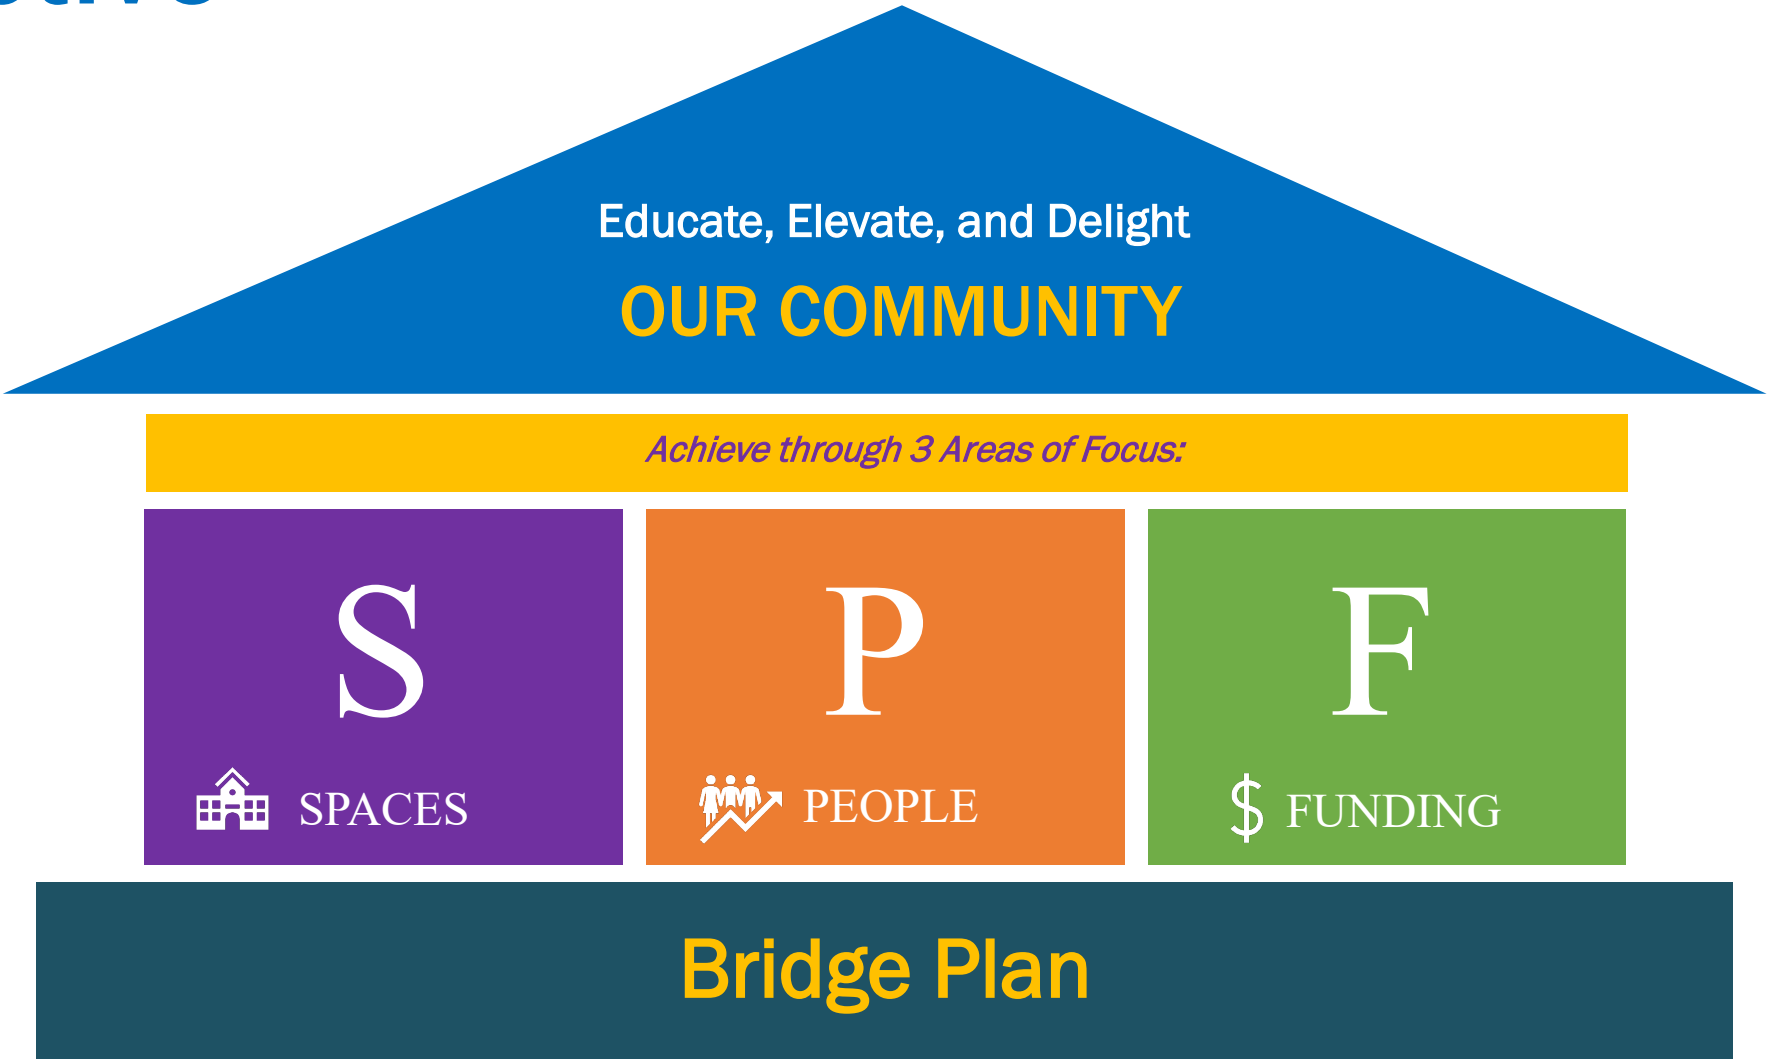 Educate, Elevate, and Delight
OUR COMMUNITY
Achieve through 3 Areas of Focus:
S
P
F
SPACES
PEOPLE
$ FUNDING
Bridge Plan